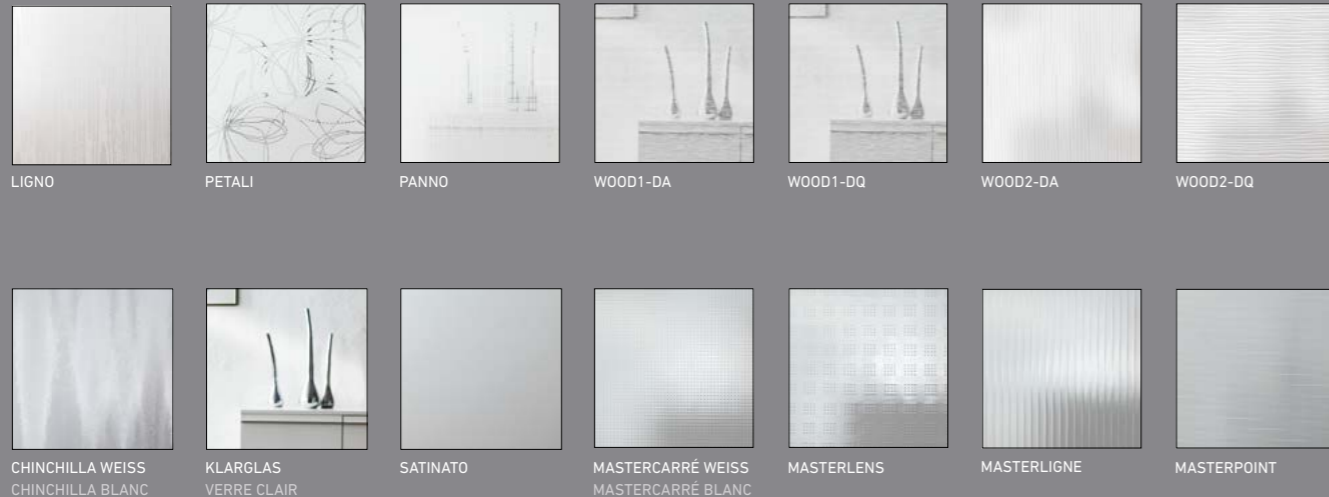 LIGNO
PETALI
PANNO
WOOD1-DA
WOOD1-DQ
WOOD2-DA
WOOD2-DQ
CHINCHILLA WEISS
CHINCHILLA BLANC
KLARGLAS
VERRE CLAIR
SATINATO
MASTERCARRÉ WEISS
MASTERCARRÉ BLANC
MASTERLENS
MASTERLIGNE
MASTERPOINT